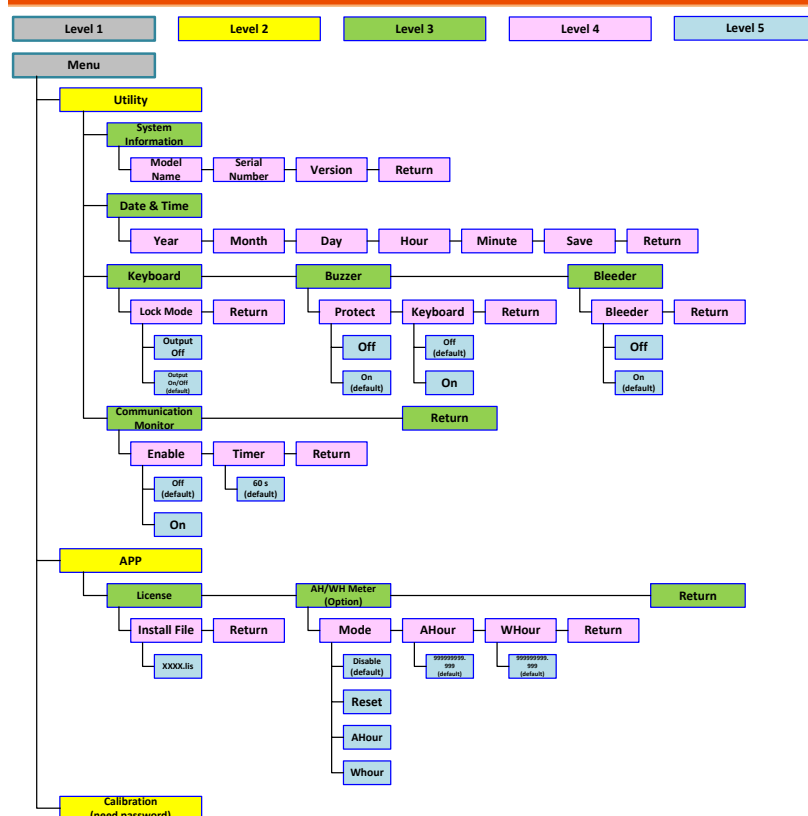 Level 1
Level 2
Level 3
Level 4
Level 5
Menu
Utility
System
Information
Model
Name
Serial
Number
Version
Return
Date & Time
Year
Month
Day
Hour
Minute
Save
Return
Keyboard
Buzzer
Bleeder
Lock Mode
Return
Protect
Keyboard
Return
Bleeder
Return
Output
Off
Off
Off
(default)
Off
Output
On/Off
(default)
On
(default)
On
On
(default)
Communication
Monitor
Return
Enable
Timer
Return
Off
(default)
60 s
(default)
On
APP
License
AH/WH Meter
(Option)
Return
Install File
Return
Mode
AHour
WHour
Return
XXXX.lis
Disable
(default)
999999999.
999
(default)
999999999.
999
(default)
Reset
AHour
Whour
Calibration
(need password)